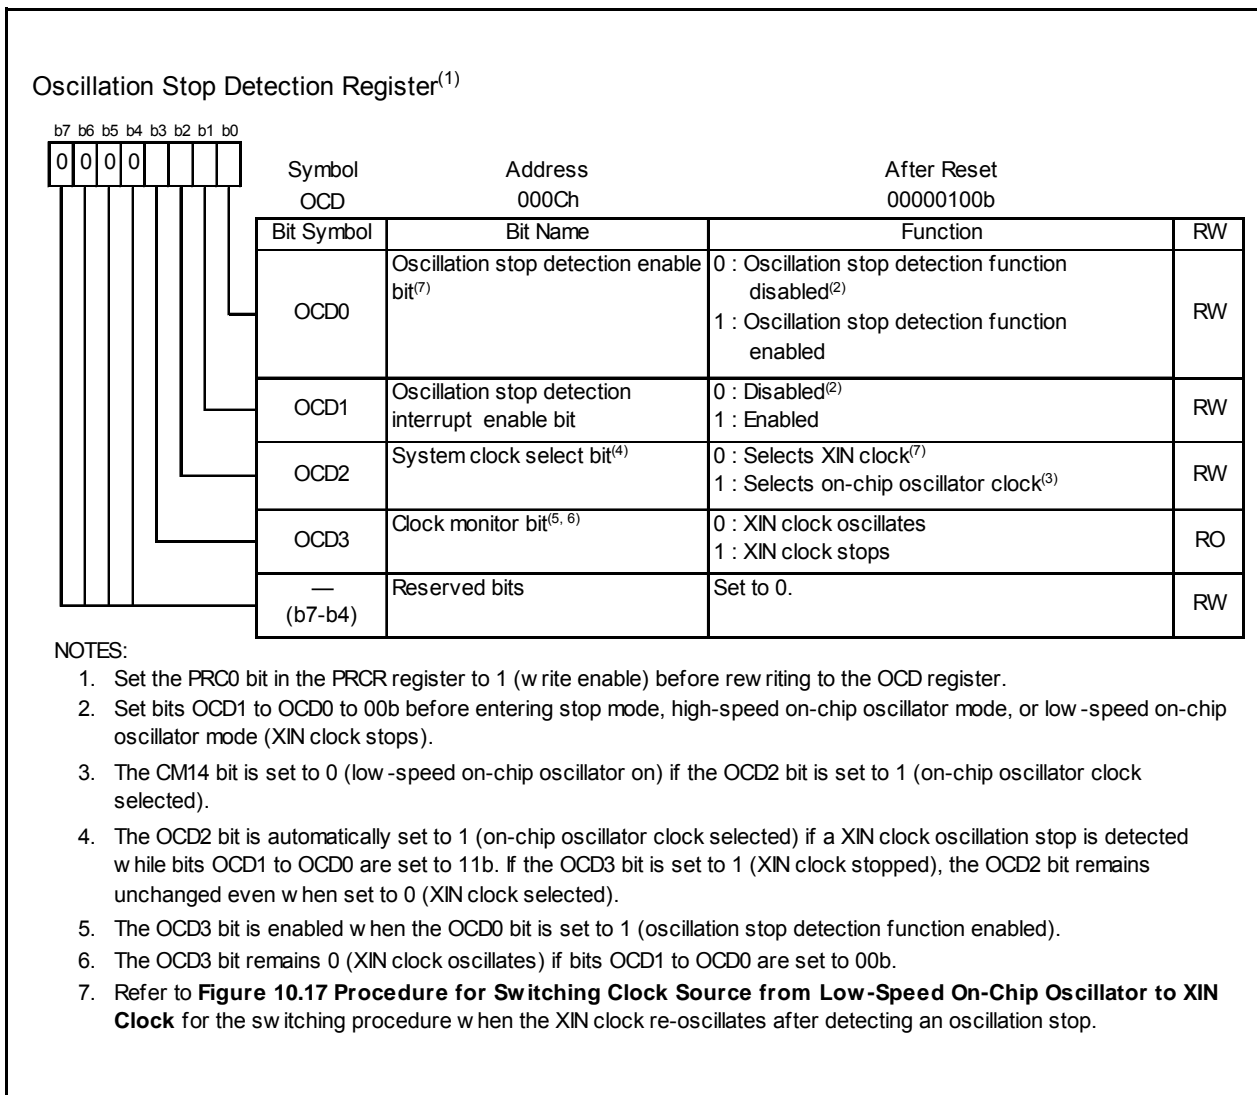 Oscillation Stop Detection Register(1)
b7 b6 b5 b4 b3 b2 b1 b0
0 0 0 0
Symbol Address After Reset
OCD 000Ch 00000100b
Bit Symbol Bit Name Function RW
OCD0 Oscillation stop detection enable bit(7) 0 : Oscillation stop detection function disabled(2)
1 : Oscillation stop detection function enabled RW
OCD1 Oscillation stop detection interrupt enable bit 0 : Disabled(2)
1 : Enabled RW
OCD2 System clock select bit(4) 0 : Selects XIN clock(7)
1 : Selects on-chip oscillator clock(3) RW
OCD3 Clock monitor bit(5, 6) 0 : XIN clock oscillates
1 : XIN clock stops RO
—
(b7-b4) Reserved bits Set to 0. RW
NOTES:
1. Set the PRC0 bit in the PRCR register to 1 (write enable) before rewriting to the OCD register.
2. Set bits OCD1 to OCD0 to 00b before entering stop mode, high-speed on-chip oscillator mode, or low-speed on-chip
oscillator mode (XIN clock stops).
3. The CM14 bit is set to 0 (low-speed on-chip oscillator on) if the OCD2 bit is set to 1 (on-chip oscillator clock
selected).
4. The OCD2 bit is automatically set to 1 (on-chip oscillator clock selected) if a XIN clock oscillation stop is detected
while bits OCD1 to OCD0 are set to 11b. If the OCD3 bit is set to 1 (XIN clock stopped), the OCD2 bit remains
unchanged even when set to 0 (XIN clock selected).
5. The OCD3 bit is enabled when the OCD0 bit is set to 1 (oscillation stop detection function enabled).
6. The OCD3 bit remains 0 (XIN clock oscillates) if bits OCD1 to OCD0 are set to 00b.
7. Refer to Figure 10.17 Procedure for Switching Clock Source from Low-Speed On-Chip Oscillator to XIN
Clock for the switching procedure when the XIN clock re-oscillates after detecting an oscillation stop.